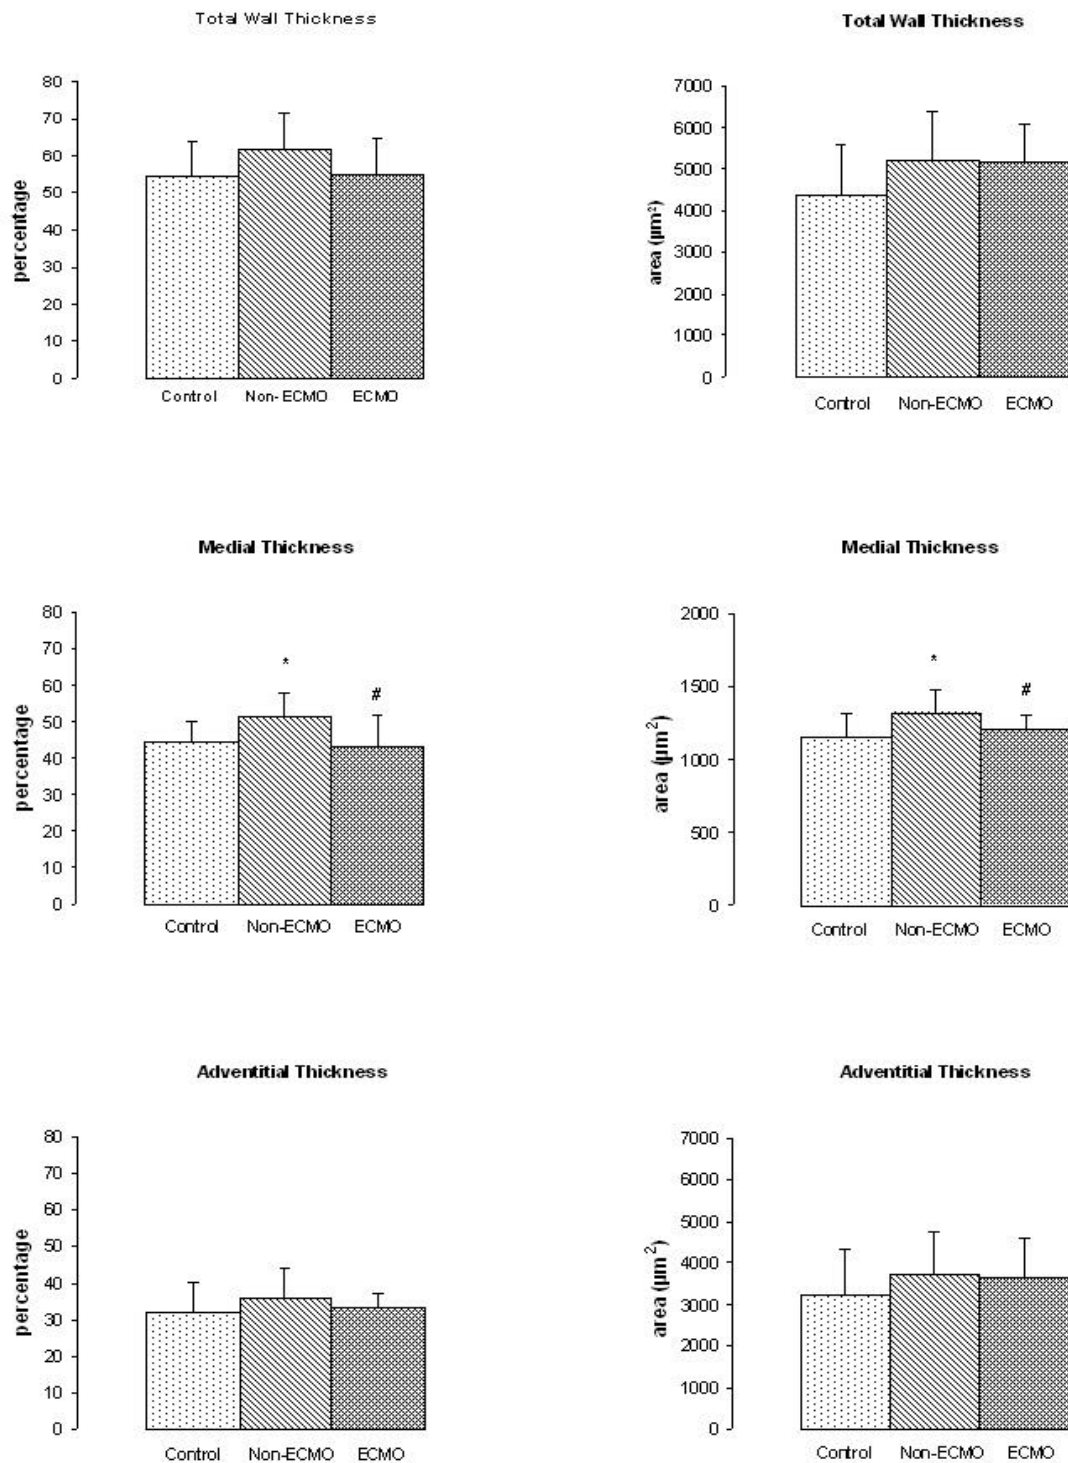 Total Wall Thickness
80
70
60
50
40
30
20
10
0
percentage
Control Non-ECMO ECMO
Total Wall Thickness
7000
6000
5000
4000
3000
2000
1000
0
area (µm²)
Control Non-ECMO ECMO
Medial Thickness
80
70
60
50
40
30
20
10
0
percentage
*
#
Control Non-ECMO ECMO
Medial Thickness
2000
1500
1000
500
0
area (µm²)
*
#
Control Non-ECMO ECMO
Adventitial Thickness
80
70
60
50
40
30
20
10
0
percentage
Control Non-ECMO ECMO
Adventitial Thickness
7000
6000
5000
4000
3000
2000
1000
0
area (µm²)
Control Non-ECMO ECMO